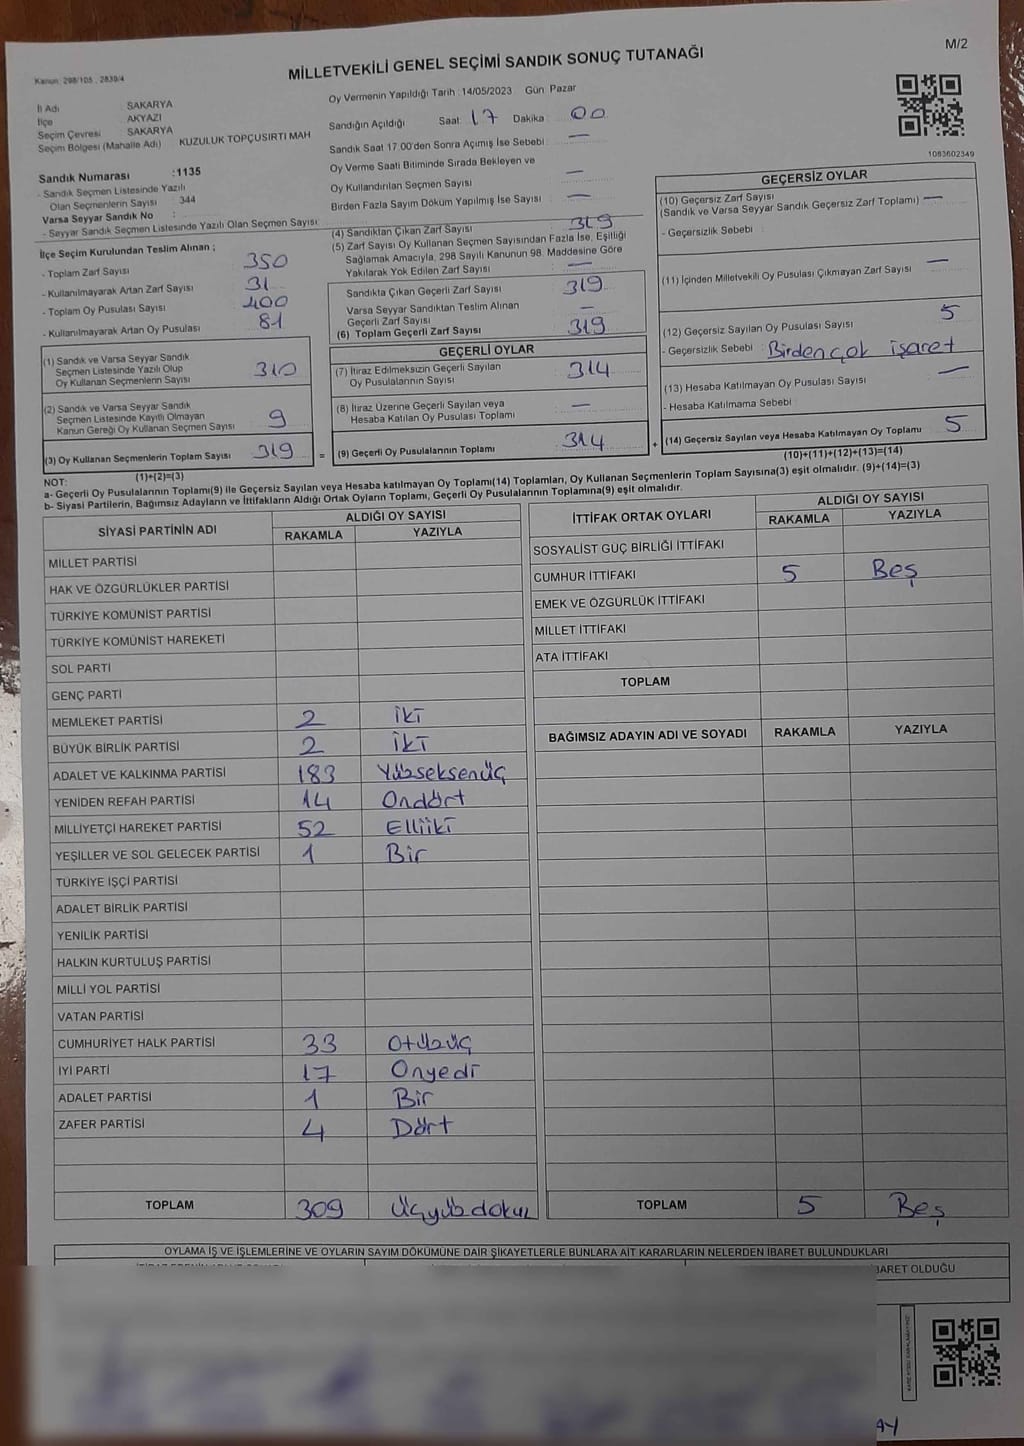 M/2
Kanun: 298/105 , 2839/4
MİLLETVEKİLİ GENEL SEÇİMİ SANDIK SONUÇ TUTANAĞI
İl Adı : SAKARYA
İlçe : AKYAZI
Seçim Çevresi : SAKARYA
Seçim Bölgesi (Mahalle Adı) : KUZULUK TOPÇUSIRTI MAH
Sandık Numarası :1135
- Sandık Seçmen Listesinde Yazılı
Olan Seçmenlerin Sayısı : 344
Varsa Seyyar Sandık No :
- Seyyar Sandık Seçmen Listesinde Yazılı Olan Seçmen Sayısı:
İlçe Seçim Kurulundan Teslim Alınan ;
- Toplam Zarf Sayısı 350
- Kullanılmayarak Artan Zarf Sayısı 31
- Toplam Oy Pusulası Sayısı 400
- Kullanılmayarak Artan Oy Pusulası 81
(1) Sandık ve Varsa Seyyar Sandık
Seçmen Listesinde Yazılı Olup
Oy Kullanan Seçmenlerin Sayısı 310
(2) Sandık ve Varsa Seyyar Sandık
Seçmen Listesinde Kayıtlı Olmayan
Kanun Gereği Oy Kullanan Seçmen Sayısı 9
(3) Oy Kullanan Seçmenlerin Toplam Sayısı 319 =
(1)+(2)=(3)
Oy Vermenin Yapıldığı Tarih : 14/05/2023 Gün: Pazar
Sandığın Açıldığı Saat: 17 Dakika: 00
Sandık Saat 17:00'den Sonra Açılmış İse Sebebi: —
Oy Verme Saati Bitiminde Sırada Bekleyen ve
Oy Kullandırılan Seçmen Sayısı —
Birden Fazla Sayım Döküm Yapılmış İse Sayısı —
(4) Sandıktan Çıkan Zarf Sayısı 319
(5) Zarf Sayısı Oy Kullanan Seçmen Sayısından Fazla İse, Eşitliği
Sağlamak Amacıyla, 298 Sayılı Kanunun 98. Maddesine Göre
Yakılarak Yok Edilen Zarf Sayısı —
Sandıkta Çıkan Geçerli Zarf Sayısı 319
Varsa Seyyar Sandıktan Teslim Alınan
Geçerli Zarf Sayısı —
(6) Toplam Geçerli Zarf Sayısı 319
GEÇERLİ OYLAR
(7) İtiraz Edilmeksizin Geçerli Sayılan
Oy Pusulalarının Sayısı 314
(8) İtiraz Üzerine Geçerli Sayılan veya
Hesaba Katılan Oy Pusulası Toplamı —
(9) Geçerli Oy Pusulalarının Toplamı 314 +
1083602349
GEÇERSİZ OYLAR
(10) Geçersiz Zarf Sayısı
(Sandık ve Varsa Seyyar Sandık Geçersiz Zarf Toplamı) —
- Geçersizlik Sebebi :
(11) İçinden Milletvekili Oy Pusulası Çıkmayan Zarf Sayısı —
(12) Geçersiz Sayılan Oy Pusulası Sayısı 5
- Geçersizlik Sebebi : Birden çok işaret
(13) Hesaba Katılmayan Oy Pusulası Sayısı —
- Hesaba Katılmama Sebebi :
(14) Geçersiz Sayılan veya Hesaba Katılmayan Oy Toplamı 5
(10)+(11)+(12)+(13)=(14)
NOT:
a- Geçerli Oy Pusulalarının Toplamı(9) ile Geçersiz Sayılan veya Hesaba katılmayan Oy Toplamı(14) Toplamları, Oy Kullanan Seçmenlerin Toplam Sayısına(3) eşit olmalıdır. (9)+(14)=(3)
b- Siyasi Partilerin, Bağımsız Adayların ve İttifakların Aldığı Ortak Oyların Toplamı, Geçerli Oy Pusulalarının Toplamına(9) eşit olmalıdır.
SİYASİ PARTİNİN ADI ALDIĞI OY SAYISI
RAKAMLA YAZIYLA
MİLLET PARTİSİ
HAK VE ÖZGÜRLÜKLER PARTİSİ
TÜRKİYE KOMÜNİST PARTİSİ
TÜRKİYE KOMÜNİST HAREKETİ
SOL PARTİ
GENÇ PARTİ
MEMLEKET PARTİSİ 2 İki
BÜYÜK BİRLİK PARTİSİ 2 İki
ADALET VE KALKINMA PARTİSİ 183 Yüzseksenüç
YENİDEN REFAH PARTİSİ 14 Ondört
MİLLİYETÇİ HAREKET PARTİSİ 52 Elliiki
YEŞİLLER VE SOL GELECEK PARTİSİ 1 Bir
TÜRKİYE İŞÇİ PARTİSİ
ADALET BİRLİK PARTİSİ
YENİLİK PARTİSİ
HALKIN KURTULUŞ PARTİSİ
MİLLİ YOL PARTİSİ
VATAN PARTİSİ
CUMHURİYET HALK PARTİSİ 33 Otüzüç
İYİ PARTİ 17 Onyedi
ADALET PARTİSİ 1 Bir
ZAFER PARTİSİ 4 Dört
TOPLAM 309 Üçyüzdokuz
İTTİFAK ORTAK OYLARI ALDIĞI OY SAYISI
RAKAMLA YAZIYLA
SOSYALİST GÜÇ BİRLİĞİ İTTİFAKI
CUMHUR İTTİFAKI 5 Beş
EMEK VE ÖZGÜRLÜK İTTİFAKI
MİLLET İTTİFAKI
ATA İTTİFAKI
TOPLAM
BAĞIMSIZ ADAYIN ADI VE SOYADI RAKAMLA YAZIYLA
TOPLAM 5 Beş
OYLAMA İŞ VE İŞLEMLERİNE VE OYLARIN SAYIM DÖKÜMÜNE DAİR ŞİKAYETLERLE BUNLARA AİT KARARLARIN NELERDEN İBARET BULUNDUKLARI
BARET OLDUĞU
AY